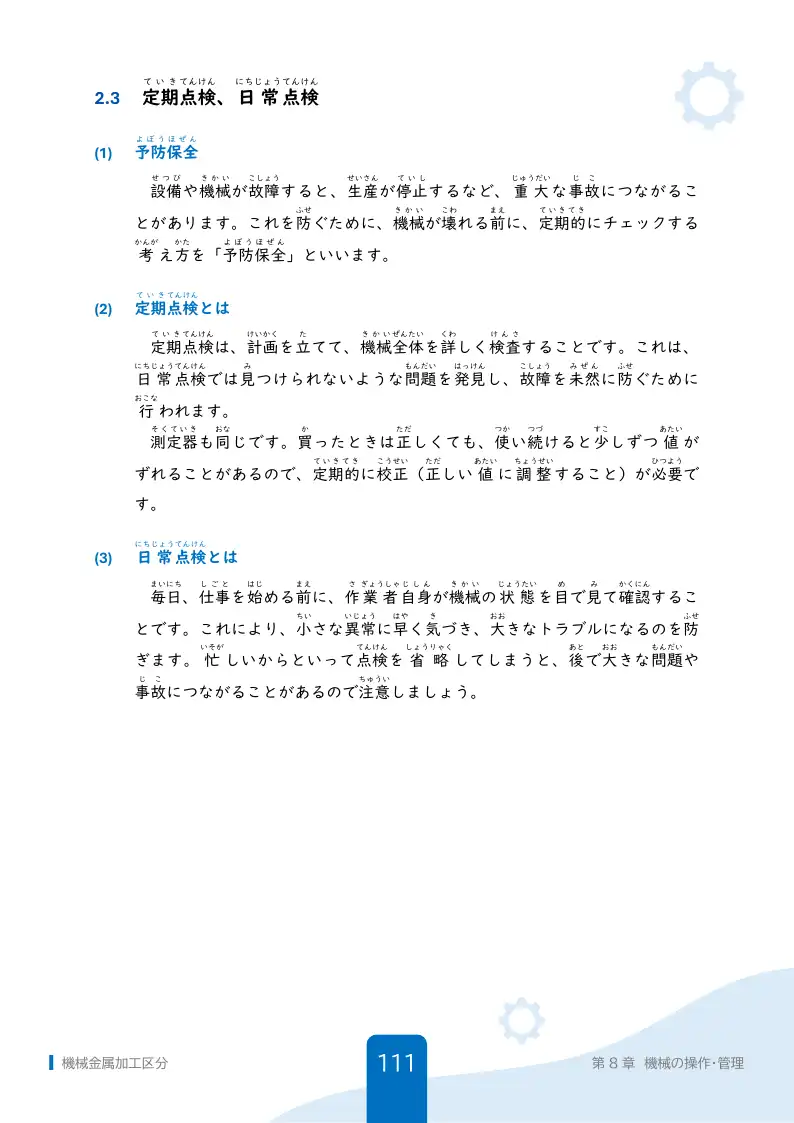 2.3 定期点検、日常点検
(1) 予防保全
設備や機械が故障すると、生産が停止するなど、重大な事故につながるこ
とがあります。これを防ぐために、機械が壊れる前に、定期的にチェックする
考え方を「予防保全」といいます。
(2) 定期点検とは
定期点検は、計画を立てて、機械全体を詳しく検査することです。これは、
日常点検では見つけられないような問題を発見し、故障を未然に防ぐために
行われます。
測定器も同じです。買ったときは正しくても、使い続けると少しずつ値が
ずれることがあるので、定期的に校正（正しい値に調整すること）が必要で
す。
(3) 日常点検とは
毎日、仕事を始める前に、作業者自身が機械の状態を目で見て確認するこ
とです。これにより、小さな異常に早く気づき、大きなトラブルになるのを防
ぎます。忙しいからといって点検を省略してしまうと、後で大きな問題や
事故につながることがあるので注意しましょう。
機械金属加工区分
111
第8章 機械の操作・管理